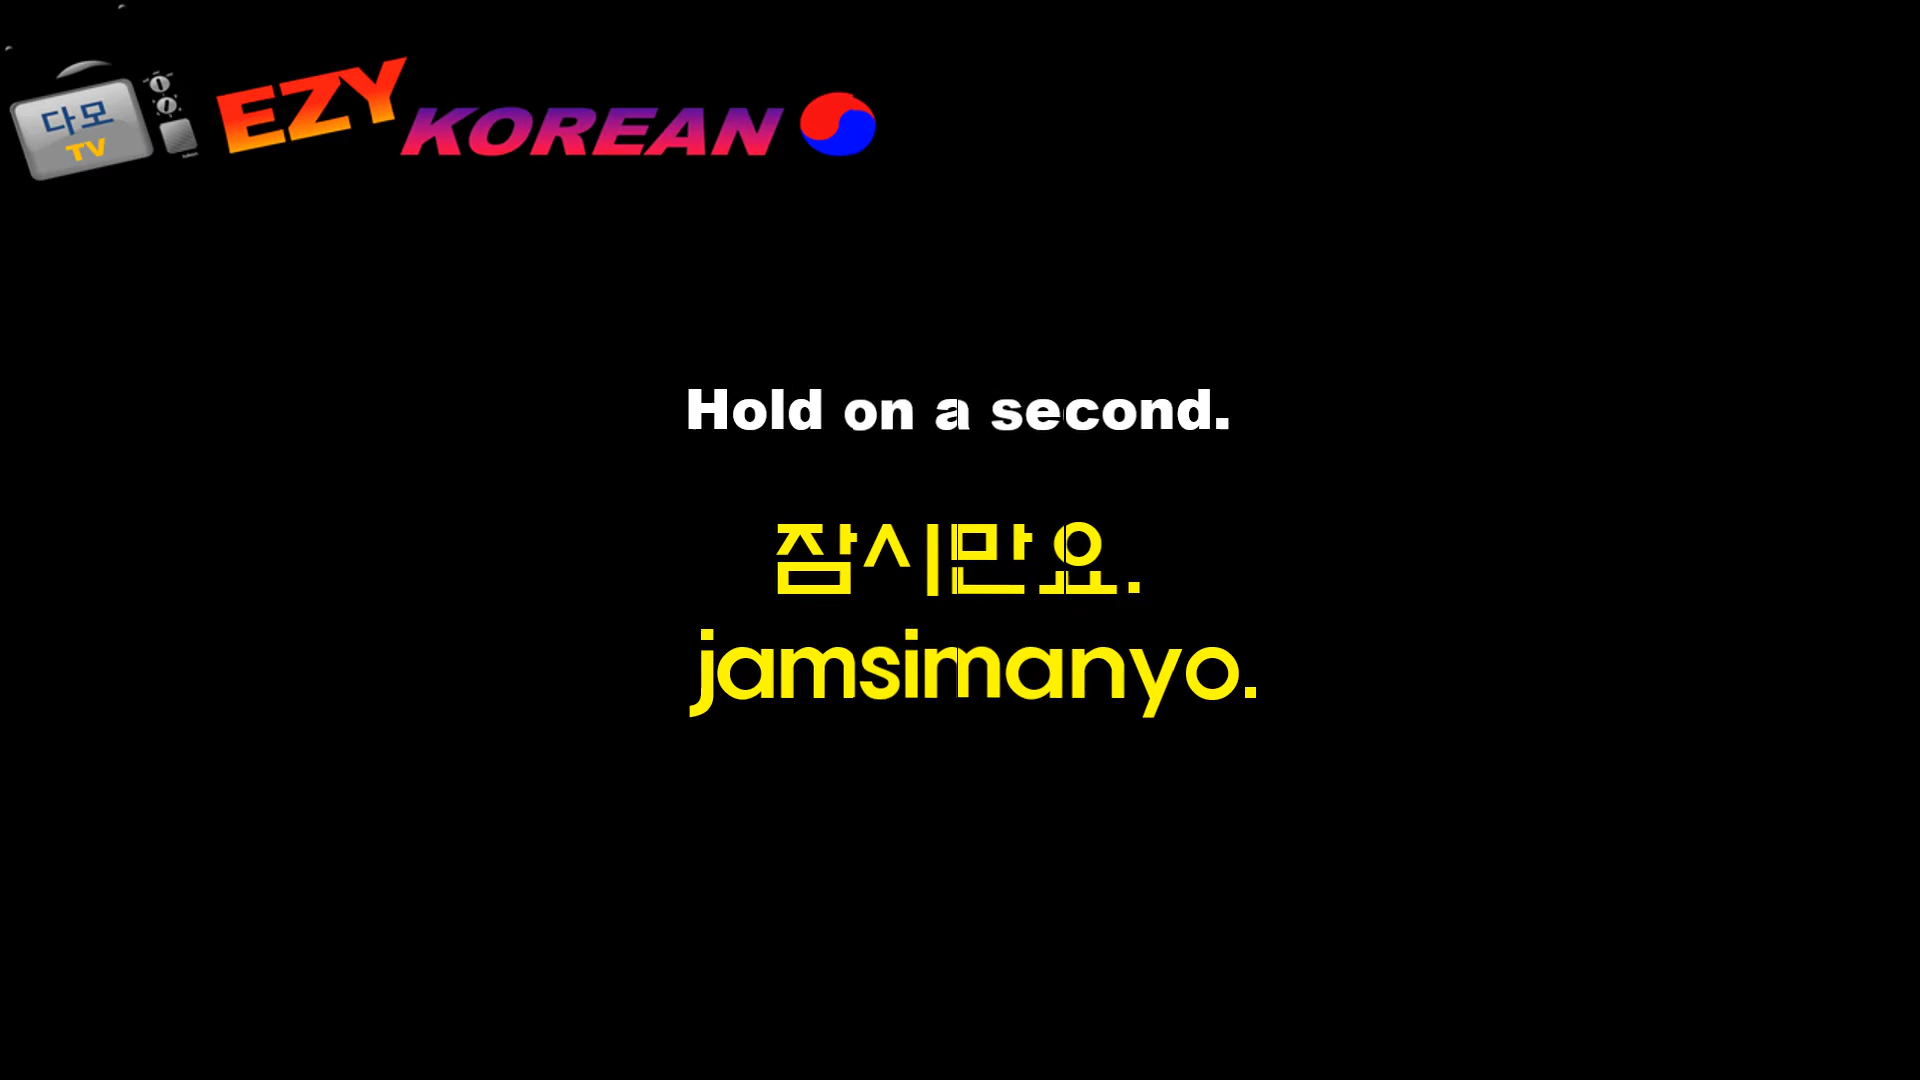 다모
TV
EZY
KOREAN
Hold on a second.
잠시만요.
jamsimanyo.